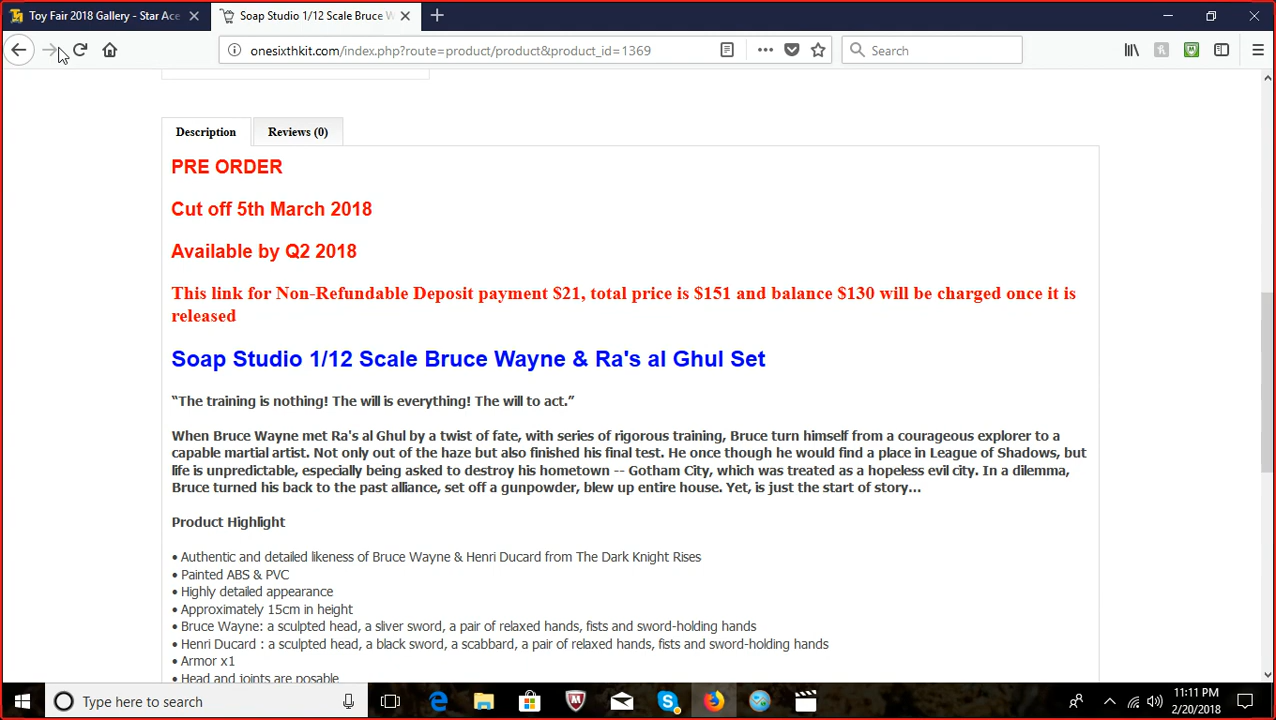 Toy Fair 2018 Gallery - Star Ace
Soap Studio 1/12 Scale Bruce W
onesixthkit.com/index.php?route=product/product&product_id=1369
Search
Description
Reviews (0)
PRE ORDER
Cut off 5th March 2018
Available by Q2 2018
This link for Non-Refundable Deposit payment $21, total price is $151 and balance $130 will be charged once it is
released
Soap Studio 1/12 Scale Bruce Wayne & Ra's al Ghul Set
“The training is nothing! The will is everything! The will to act.”
When Bruce Wayne met Ra's al Ghul by a twist of fate, with series of rigorous training, Bruce turn himself from a courageous explorer to a
capable martial artist. Not only out of the haze but also finished his final test. He once though he would find a place in League of Shadows, but
life is unpredictable, especially being asked to destroy his hometown -- Gotham City, which was treated as a hopeless evil city. In a dilemma,
Bruce turned his back to the past alliance, set off a gunpowder, blew up entire house. Yet, is just the start of story...
Product Highlight
• Authentic and detailed likeness of Bruce Wayne & Henri Ducard from The Dark Knight Rises
• Painted ABS & PVC
• Highly detailed appearance
• Approximately 15cm in height
• Bruce Wayne: a sculpted head, a sliver sword, a pair of relaxed hands, fists and sword-holding hands
• Henri Ducard : a sculpted head, a black sword, a scabbard, a pair of relaxed hands, fists and sword-holding hands
• Armor x1
• Head and joints are posable
Type here to search
11:11 PM
2/20/2018